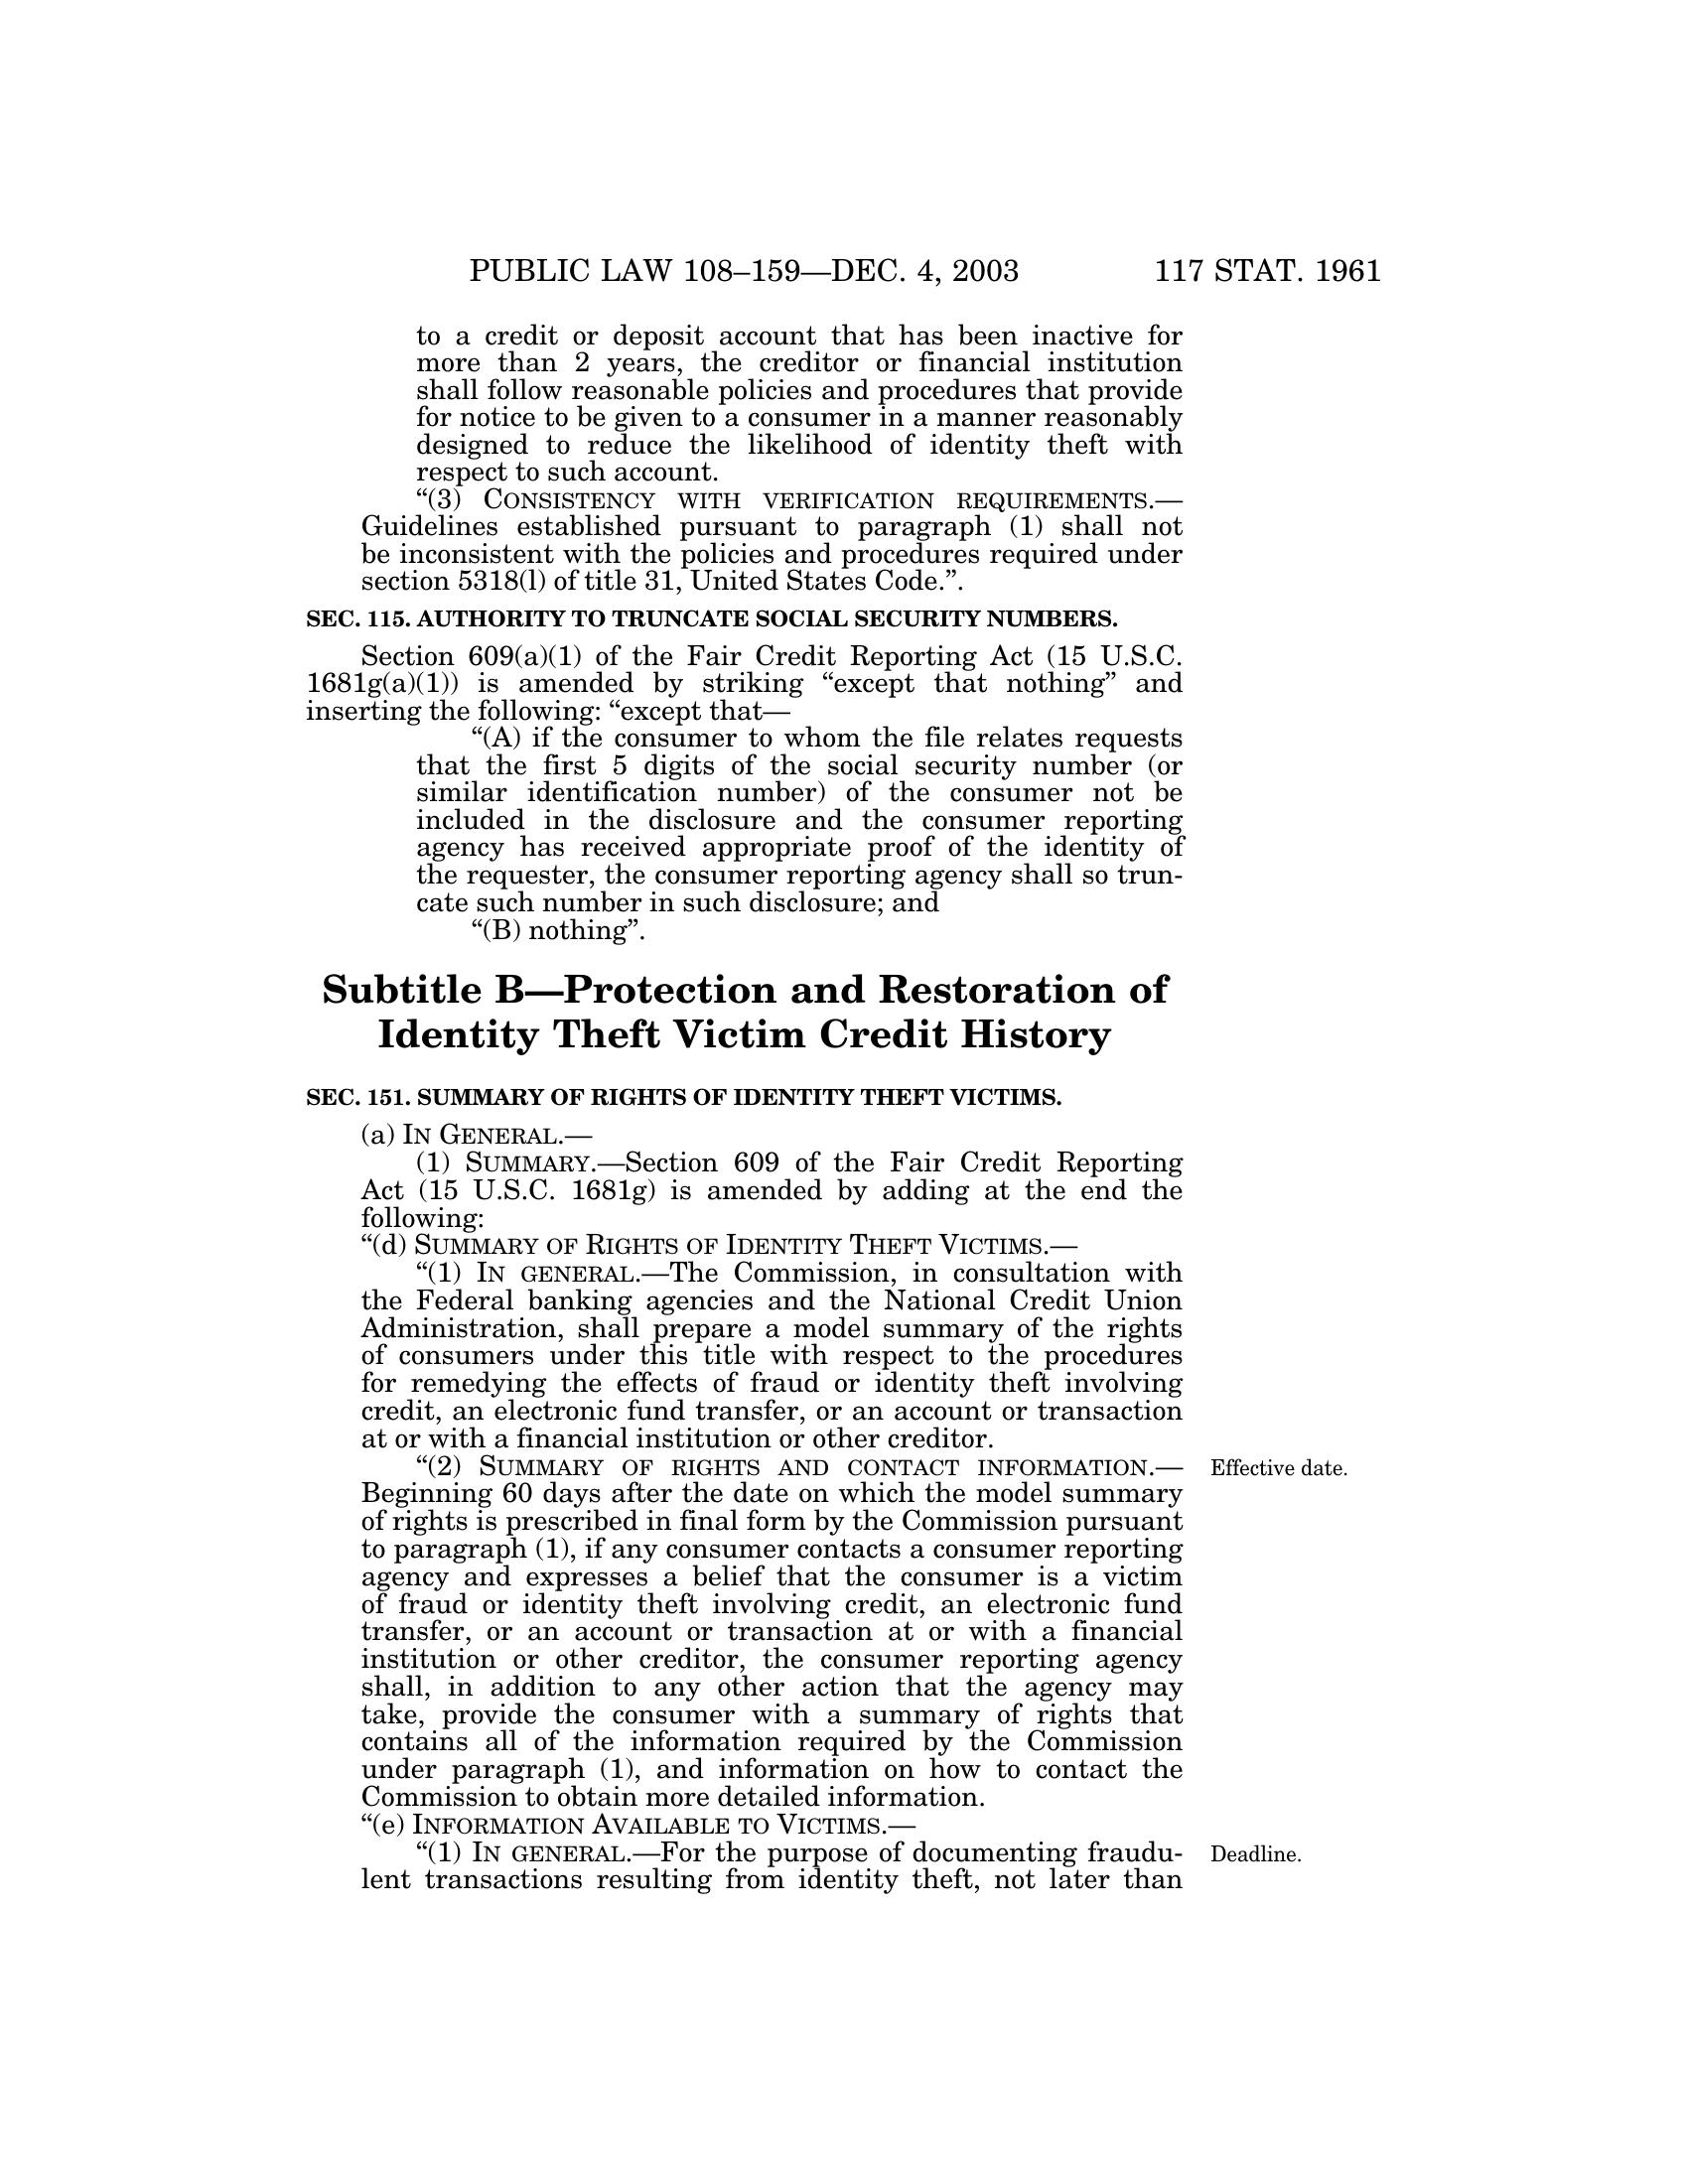 PUBLIC LAW 108–159—DEC. 4, 2003 117 STAT. 1961
to a credit or deposit account that has been inactive for
more than 2 years, the creditor or financial institution
shall follow reasonable policies and procedures that provide
for notice to be given to a consumer in a manner reasonably
designed to reduce the likelihood of identity theft with
respect to such account.
“(3) CONSISTENCY WITH VERIFICATION REQUIREMENTS.—
Guidelines established pursuant to paragraph (1) shall not
be inconsistent with the policies and procedures required under
section 5318(l) of title 31, United States Code.”.
SEC. 115. AUTHORITY TO TRUNCATE SOCIAL SECURITY NUMBERS.
Section 609(a)(1) of the Fair Credit Reporting Act (15 U.S.C.
1681g(a)(1)) is amended by striking “except that nothing” and
inserting the following: “except that—
“(A) if the consumer to whom the file relates requests
that the first 5 digits of the social security number (or
similar identification number) of the consumer not be
included in the disclosure and the consumer reporting
agency has received appropriate proof of the identity of
the requester, the consumer reporting agency shall so trun-
cate such number in such disclosure; and
“(B) nothing”.
Subtitle B—Protection and Restoration of
Identity Theft Victim Credit History
SEC. 151. SUMMARY OF RIGHTS OF IDENTITY THEFT VICTIMS.
(a) IN GENERAL.—
(1) SUMMARY.—Section 609 of the Fair Credit Reporting
Act (15 U.S.C. 1681g) is amended by adding at the end the
following:
“(d) SUMMARY OF RIGHTS OF IDENTITY THEFT VICTIMS.—
“(1) IN GENERAL.—The Commission, in consultation with
the Federal banking agencies and the National Credit Union
Administration, shall prepare a model summary of the rights
of consumers under this title with respect to the procedures
for remedying the effects of fraud or identity theft involving
credit, an electronic fund transfer, or an account or transaction
at or with a financial institution or other creditor.
“(2) SUMMARY OF RIGHTS AND CONTACT INFORMATION.— Effective date.
Beginning 60 days after the date on which the model summary
of rights is prescribed in final form by the Commission pursuant
to paragraph (1), if any consumer contacts a consumer reporting
agency and expresses a belief that the consumer is a victim
of fraud or identity theft involving credit, an electronic fund
transfer, or an account or transaction at or with a financial
institution or other creditor, the consumer reporting agency
shall, in addition to any other action that the agency may
take, provide the consumer with a summary of rights that
contains all of the information required by the Commission
under paragraph (1), and information on how to contact the
Commission to obtain more detailed information.
“(e) INFORMATION AVAILABLE TO VICTIMS.—
“(1) IN GENERAL.—For the purpose of documenting fraudu- Deadline.
lent transactions resulting from identity theft, not later than